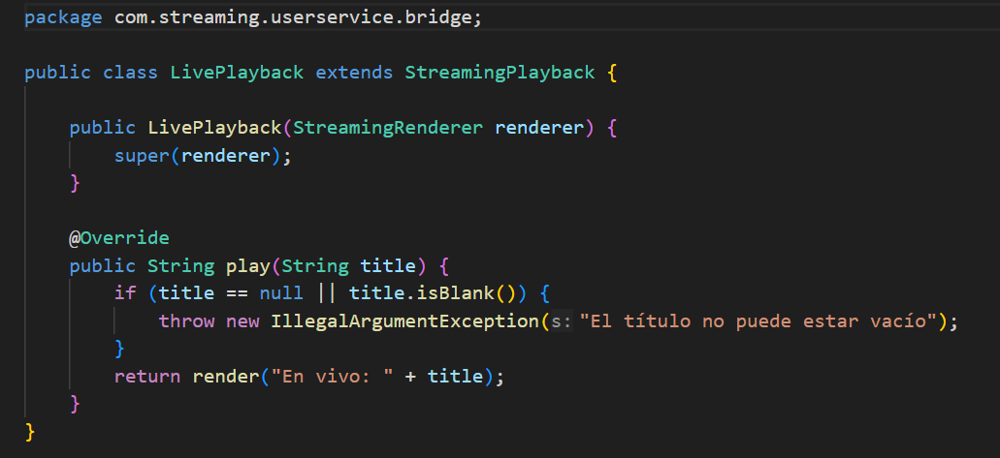 package com.streaming.userservice.bridge;
public class LivePlayback extends StreamingPlayback {
public LivePlayback(StreamingRenderer renderer) {
super(renderer);
}
@Override
public String play(String title) {
if (title == null || title.isBlank()) {
throw new IllegalArgumentException(s: "El título no puede estar vacío");
}
return render("En vivo: " + title);
}
}